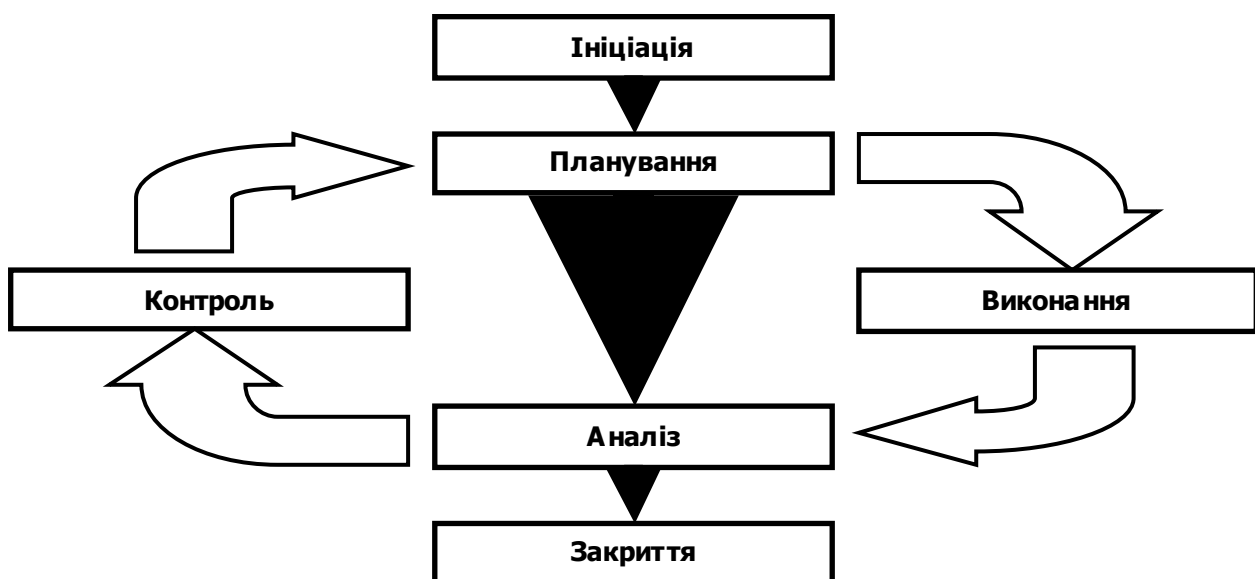 Ініціація
Планування
Контроль
Виконання
Аналіз
Закриття